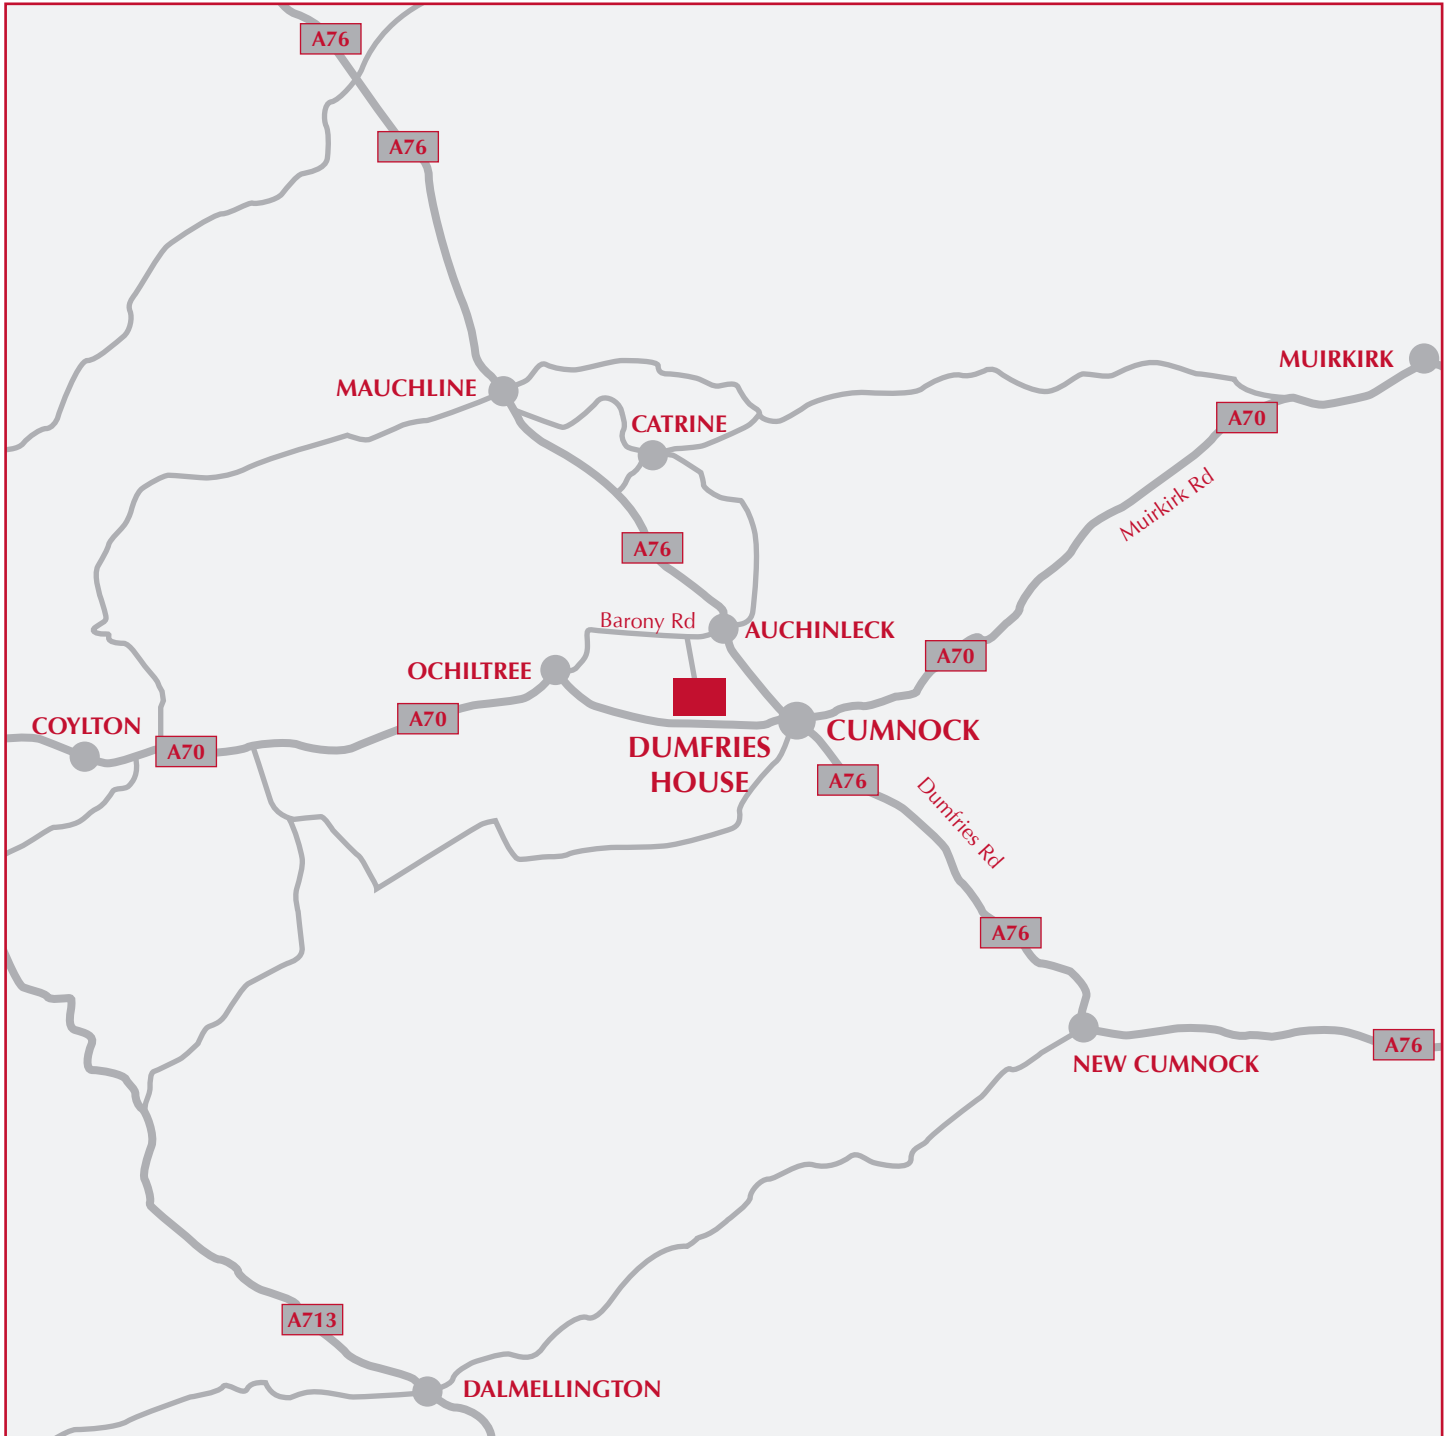 A76
A76
MUIRKIRK
MAUCHLINE
A70
CATRINE
Muirkirk Rd
A76
Barony Rd
AUCHINLECK
A70
OCHILTREE
A70
COYLTON
A70
CUMNOCK
DUMFRIES
HOUSE
A76
Dumfries Rd
A76
A76
NEW CUMNOCK
A713
DALMELLINGTON